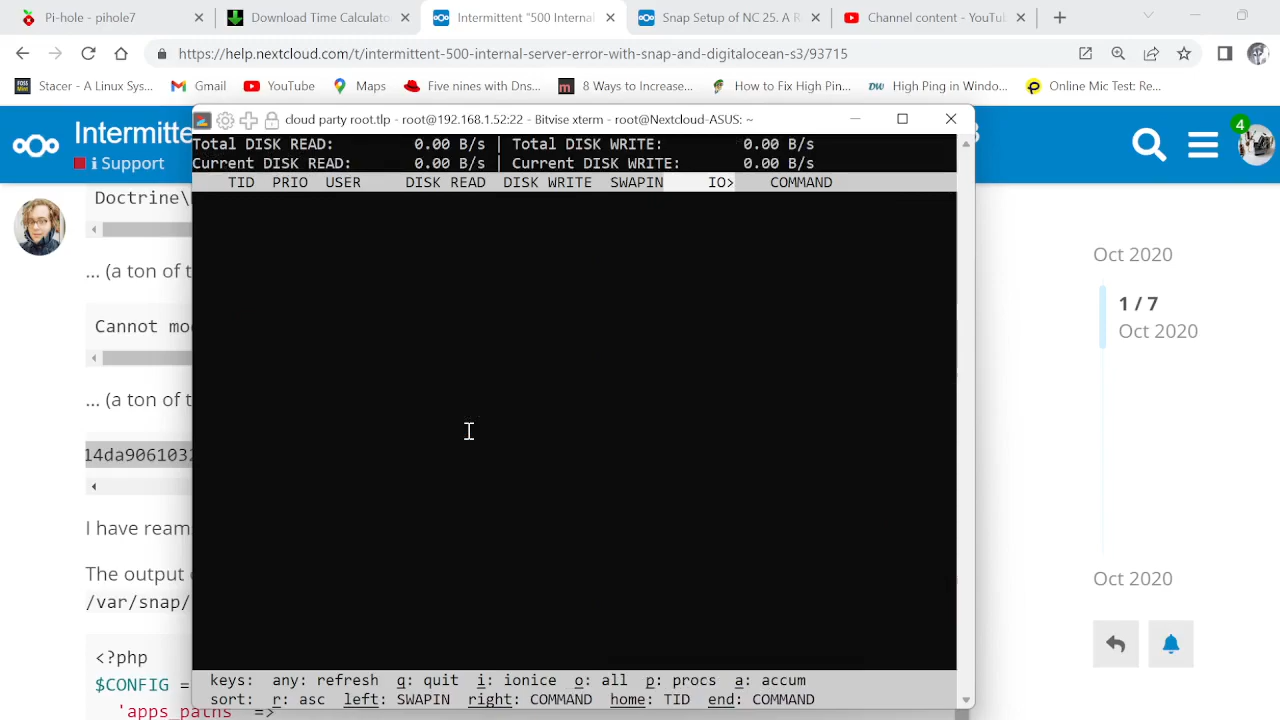 Pi-hole - pihole7
Download Time Calculato
Intermittent "500 Internal
Snap Setup of NC 25. A R
Channel content - YouTu
https://help.nextcloud.com/t/intermittent-500-internal-server-error-with-snap-and-digitalocean-s3/93715
Stacer - A Linux Sys...
Gmail
YouTube
Maps
Five nines with Dns...
8 Ways to Increase...
How to Fix High Pin...
High Ping in Window...
Online Mic Test: Re...
Intermitte
Support
4
cloud party root.tlp - root@192.168.1.52:22 - Bitvise xterm - root@Nextcloud-ASUS: ~
Total DISK READ: 0.00 B/s | Total DISK WRITE: 0.00 B/s
Current DISK READ: 0.00 B/s | Current DISK WRITE: 0.00 B/s
TID PRIO USER DISK READ DISK WRITE SWAPIN IO> COMMAND
Doctrine\
... (a ton of t
Cannot mo
... (a ton of t
14da9061032
I have ream
The output
/var/snap/
<?php
$CONFIG =
'apps_paths' =>
Oct 2020
1 / 7
Oct 2020
Oct 2020
keys: any: refresh q: quit i: ionice o: all p: procs a: accum
sort: r: asc left: SWAPIN right: COMMAND home: TID end: COMMAND